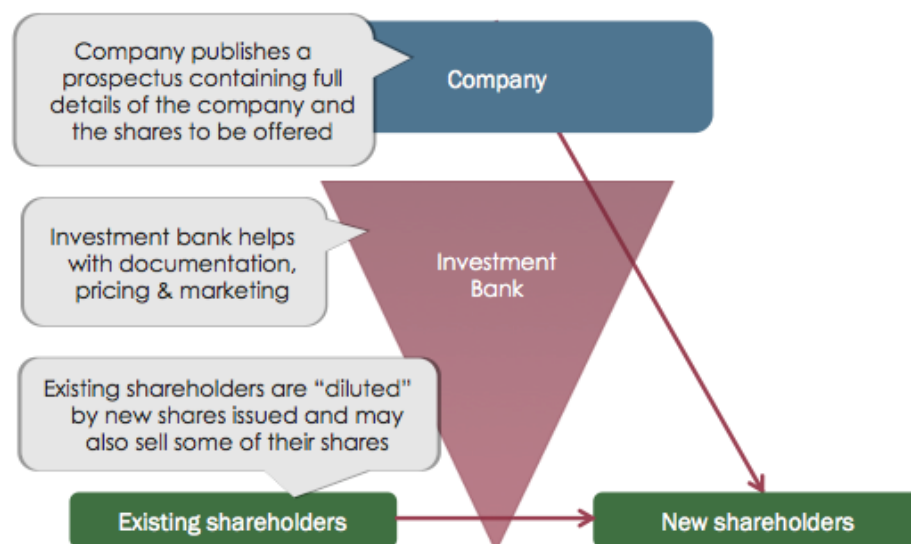 Company publishes a
prospectus containing full
details of the company and
the shares to be offered
Company
Investment bank helps
with documentation,
pricing & marketing
Investment
Bank
Existing shareholders are “diluted”
by new shares issued and may
also sell some of their shares
Existing shareholders
New shareholders